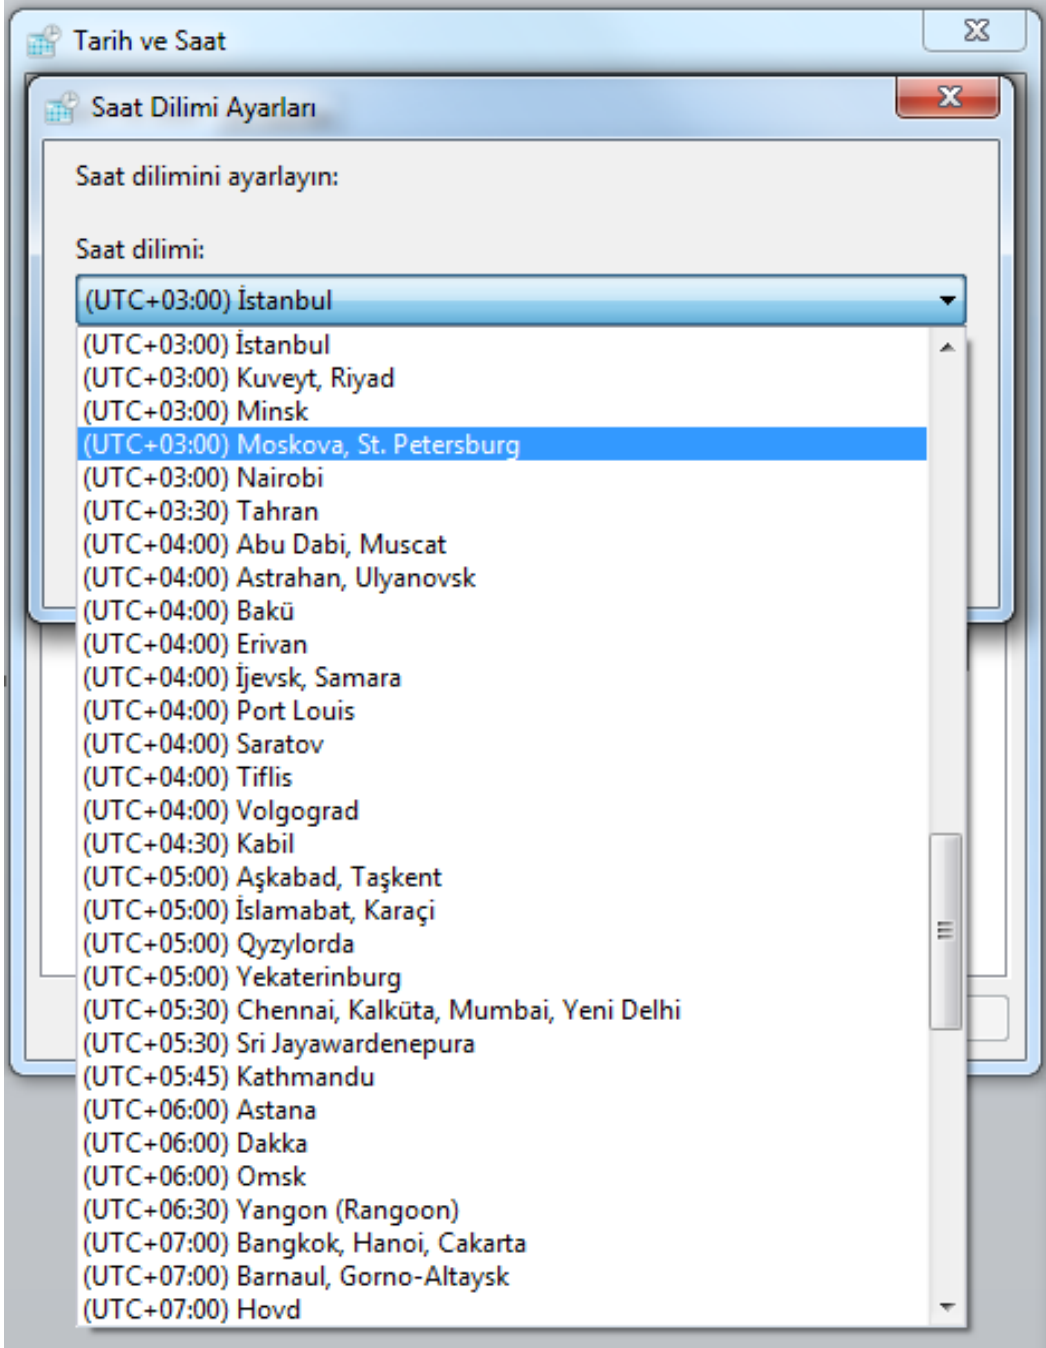 Tarih ve Saat
Saat Dilimi Ayarları
Saat dilimini ayarlayın:
Saat dilimi:
(UTC+03:00) İstanbul
(UTC+03:00) İstanbul
(UTC+03:00) Kuveyt, Riyad
(UTC+03:00) Minsk
(UTC+03:00) Moskova, St. Petersburg
(UTC+03:00) Nairobi
(UTC+03:30) Tahran
(UTC+04:00) Abu Dabi, Muscat
(UTC+04:00) Astrahan, Ulyanovsk
(UTC+04:00) Bakü
(UTC+04:00) Erivan
(UTC+04:00) İjevsk, Samara
(UTC+04:00) Port Louis
(UTC+04:00) Saratov
(UTC+04:00) Tiflis
(UTC+04:00) Volgograd
(UTC+04:30) Kabil
(UTC+05:00) Aşkabad, Taşkent
(UTC+05:00) İslamabat, Karaçi
(UTC+05:00) Qyzylorda
(UTC+05:00) Yekaterinburg
(UTC+05:30) Chennai, Kalküta, Mumbai, Yeni Delhi
(UTC+05:30) Sri Jayawardenepura
(UTC+05:45) Kathmandu
(UTC+06:00) Astana
(UTC+06:00) Dakka
(UTC+06:00) Omsk
(UTC+06:30) Yangon (Rangoon)
(UTC+07:00) Bangkok, Hanoi, Cakarta
(UTC+07:00) Barnaul, Gorno-Altaysk
(UTC+07:00) Hovd